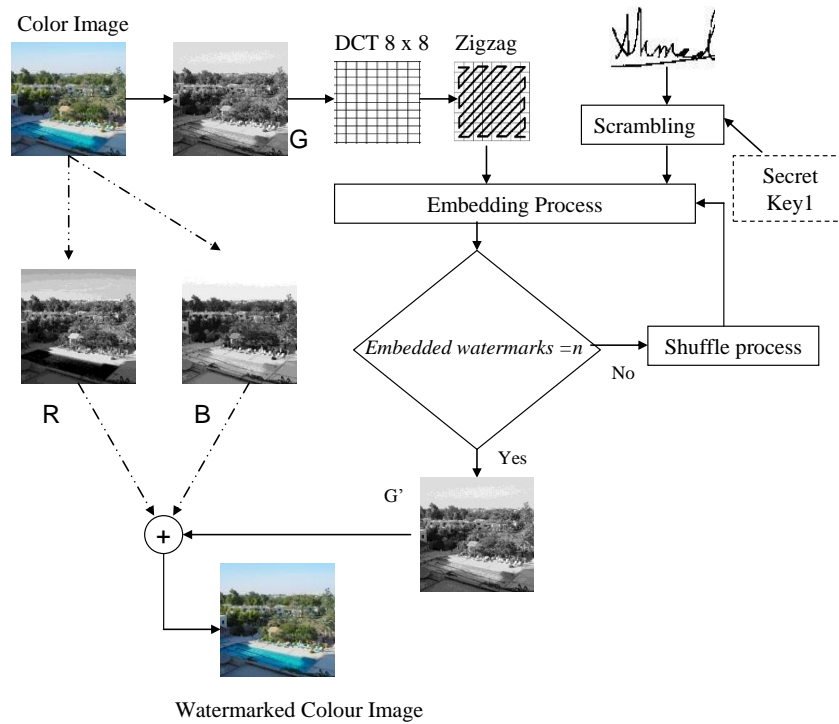 Color Image
DCT 8 x 8
Zigzag
Ahmed
G
Scrambling
Secret
Key1
Embedding Process
Embedded watermarks =n
No
Shuffle process
R
B
Yes
G’
+
Watermarked Colour Image